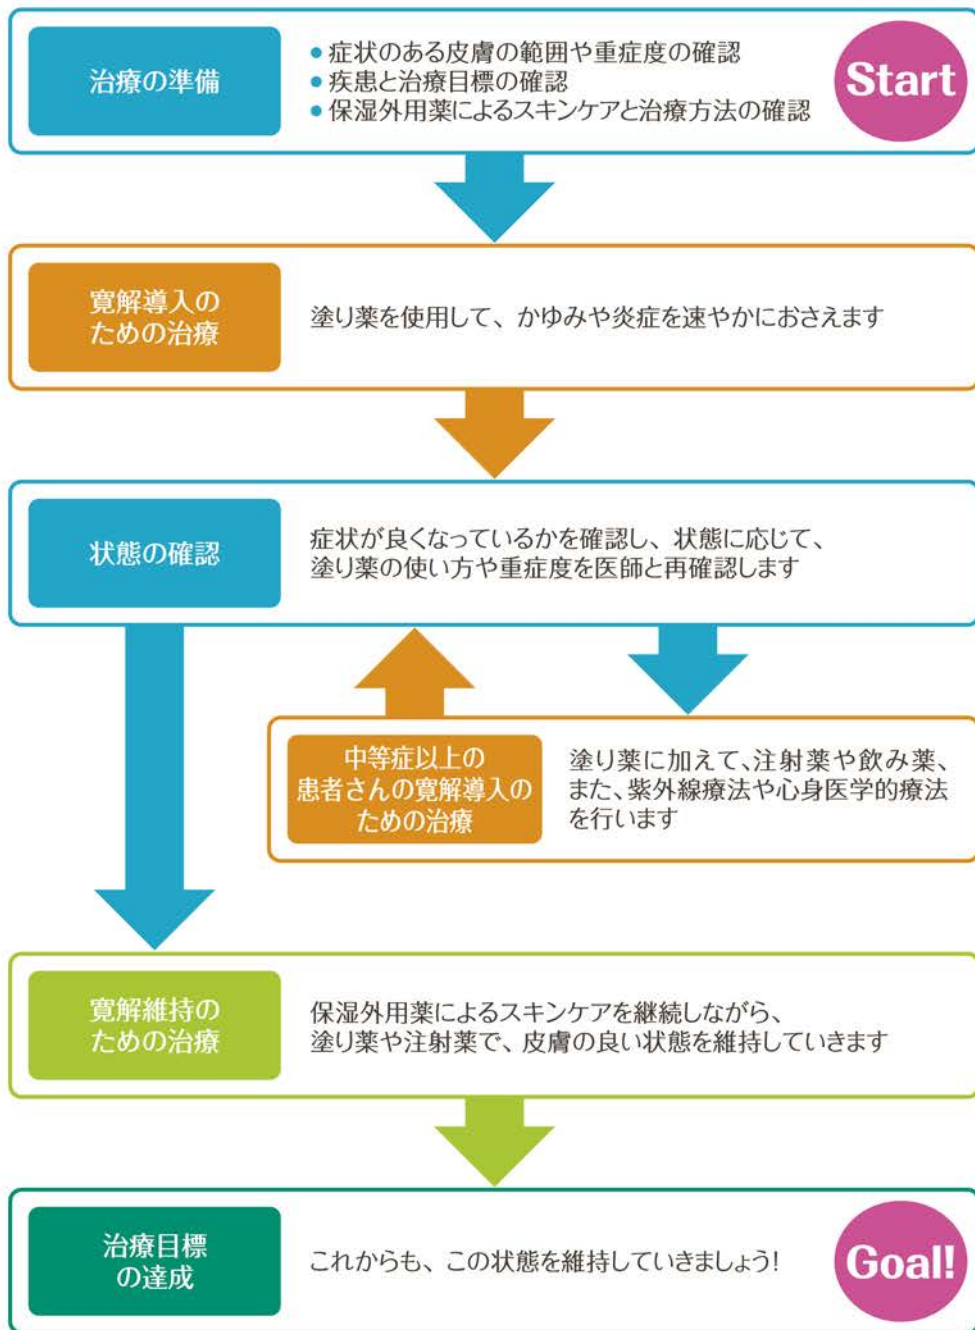 治療の準備
● 症状のある皮膚の範囲や重症度の確認
● 疾患と治療目標の確認
● 保湿外用薬によるスキンケアと治療方法の確認
Start
寛解導入の
ための治療
塗り薬を使用して、かゆみや炎症を速やかにおさえます
状態の確認
症状が良くなっているかを確認し、状態に応じて、
塗り薬の使い方や重症度を医師と再確認します
中等症以上の
患者さんの寛解導入の
ための治療
塗り薬に加えて、注射薬や飲み薬、
また、紫外線療法や心身医学的療法
を行います
寛解維持の
ための治療
保湿外用薬によるスキンケアを継続しながら、
塗り薬や注射薬で、皮膚の良い状態を維持していきます
治療目標
の達成
これからも、この状態を維持していきましょう!
Goal!